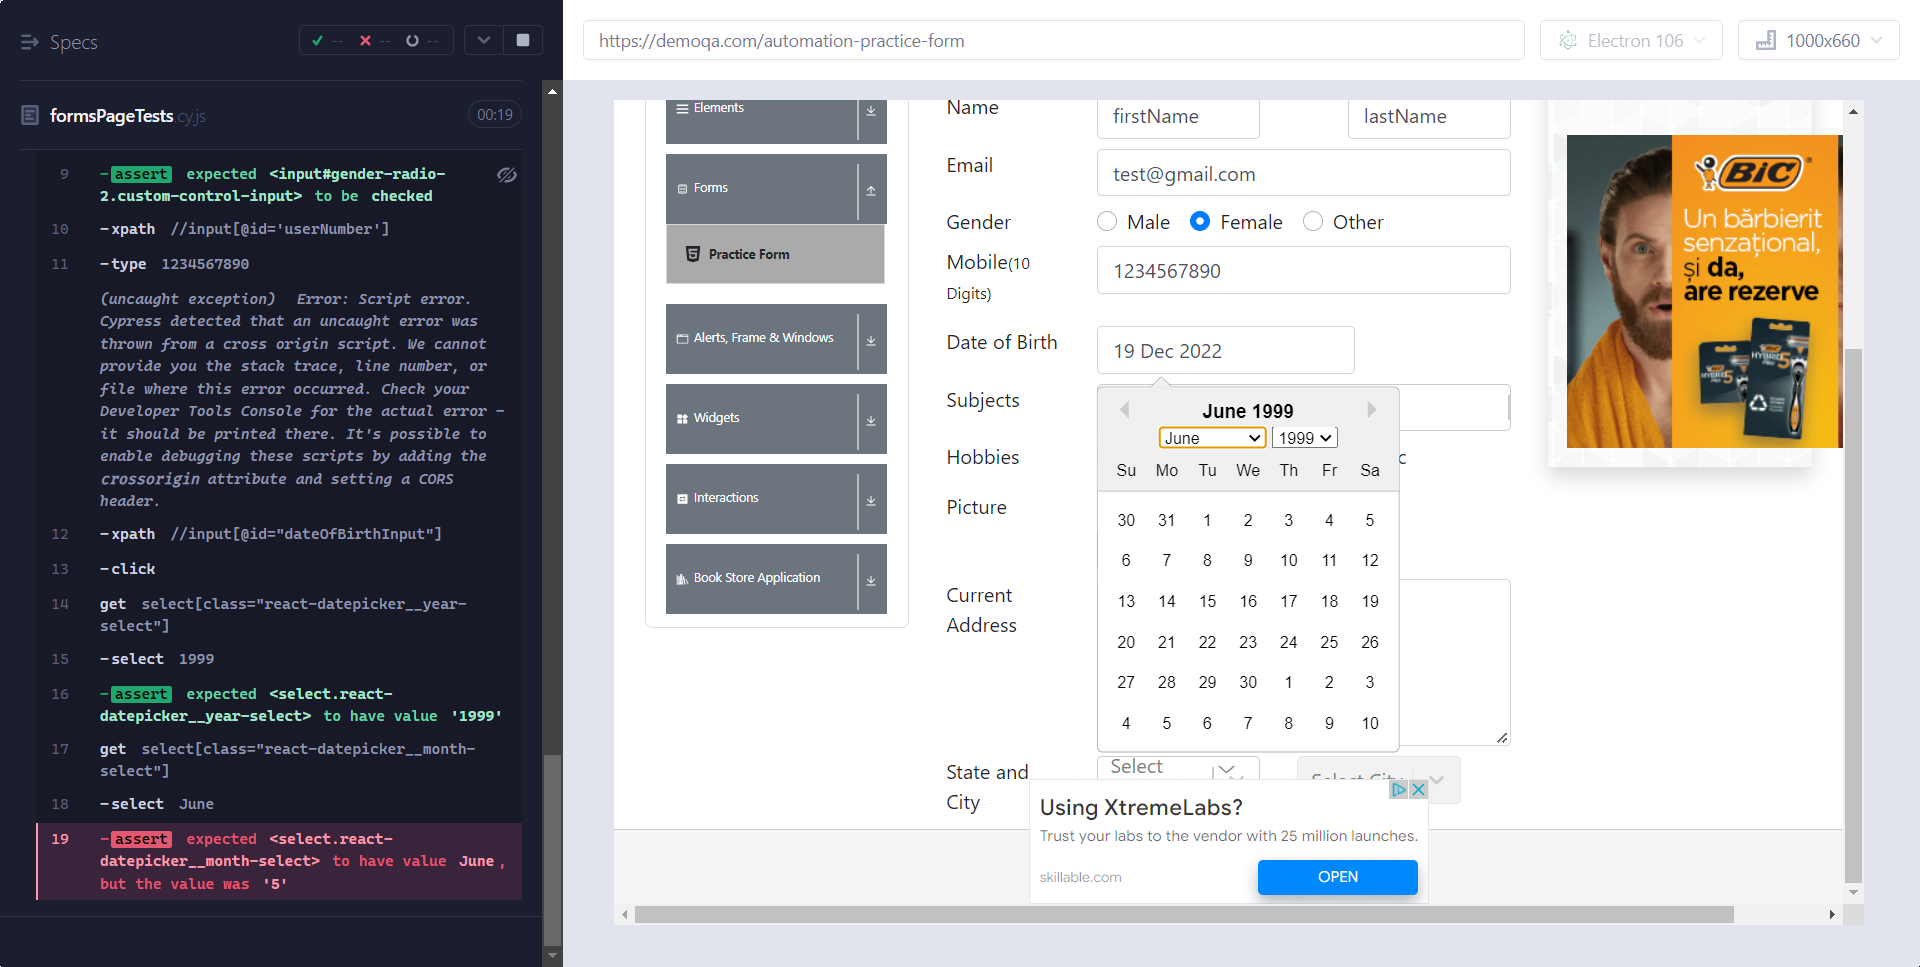 Specs
--
--
--
formsPageTests.cy.js
00:19
9 -assert expected <input#gender-radio-
2.custom-control-input> to be checked
10 -xpath //input[@id='userNumber']
11 -type 1234567890
(uncaught exception) Error: Script error.
Cypress detected that an uncaught error was
thrown from a cross origin script. We cannot
provide you the stack trace, line number, or
file where this error occurred. Check your
Developer Tools Console for the actual error -
it should be printed there. It's possible to
enable debugging these scripts by adding the
crossorigin attribute and setting a CORS
header.
12 -xpath //input[@id="dateOfBirthInput"]
13 -click
14 get select[class="react-datepicker__year-
select"]
15 -select 1999
16 -assert expected <select.react-
datepicker__year-select> to have value '1999'
17 get select[class="react-datepicker__month-
select"]
18 -select June
19 -assert expected <select.react-
datepicker__month-select> to have value June,
but the value was '5'
https://demoqa.com/automation-practice-form
Electron 106
1000x660
Elements
Forms
Practice Form
Alerts, Frame & Windows
Widgets
Interactions
Book Store Application
Name
firstName
lastName
Email
test@gmail.com
Gender
Male
Female
Other
Mobile(10
Digits)
1234567890
Date of Birth
19 Dec 2022
Subjects
Hobbies
c
Picture
Current
Address
State and
City
June 1999
June
1999
Su Mo Tu We Th Fr Sa
30 31 1 2 3 4 5
6 7 8 9 10 11 12
13 14 15 16 17 18 19
20 21 22 23 24 25 26
27 28 29 30 1 2 3
4 5 6 7 8 9 10
Select
Select City
Using XtremeLabs?
Trust your labs to the vendor with 25 million launches.
skillable.com
OPEN
BiC
Un bărbierit
senzațional,
și da,
are rezerve
BiC
HYBRID 5
HYBRID 5